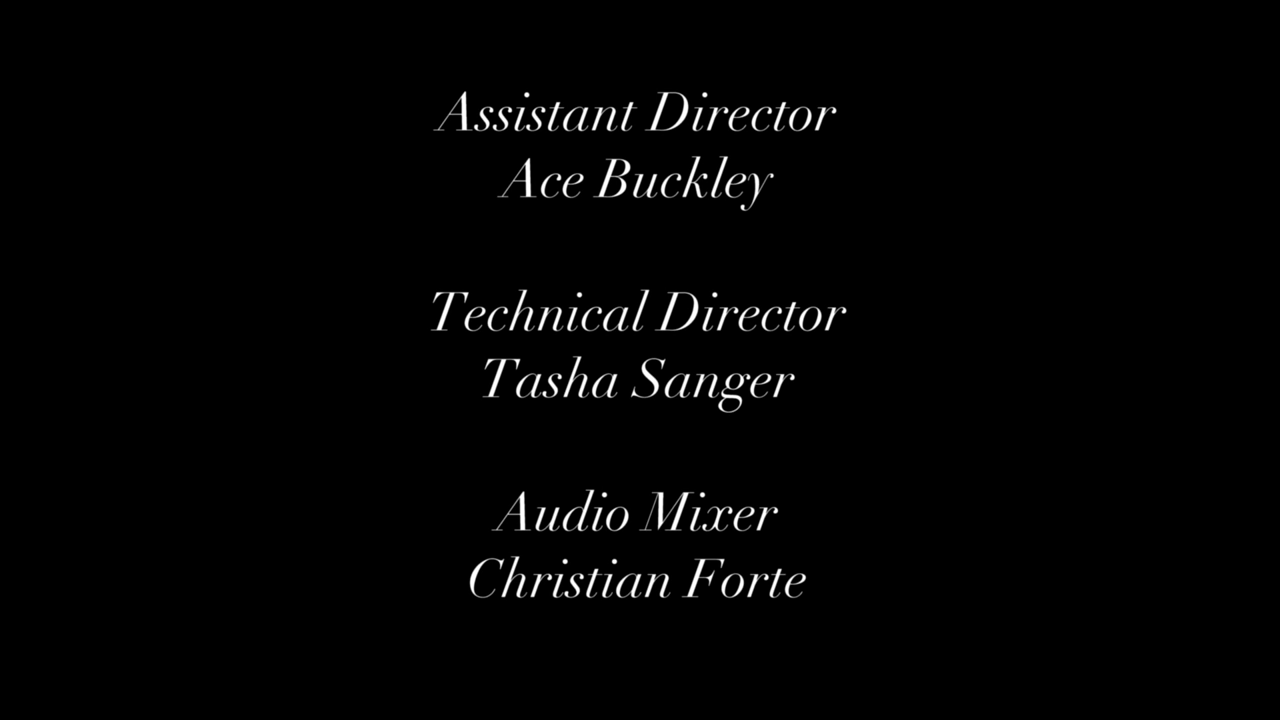 Assistant Director
Ace Buckley
Technical Director
Tasha Sanger
Audio Mixer
Christian Forte